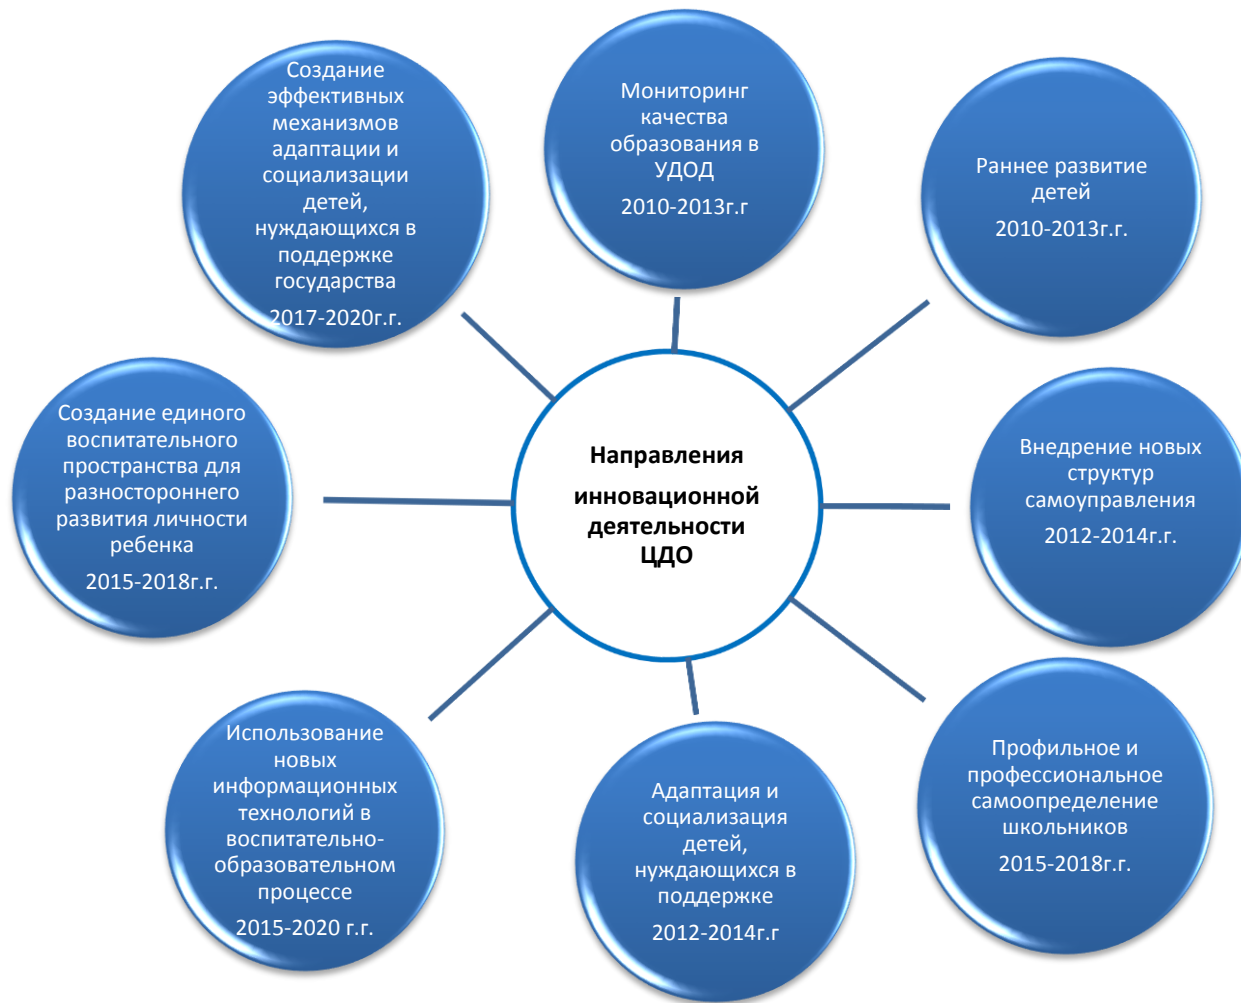 Создание
эффективных
механизмов
адаптации и
социализации
детей,
нуждающихся в
поддержке
государства
2017-2020г.г.
Мониторинг
качества
образования в
УДОД
2010-2013г.г
Раннее развитие
детей
2010-2013г.г.
Создание единого
воспитательного
пространства для
разностороннего
развития личности
ребенка
2015-2018г.г.
Направления
инновационной
деятельности
ЦДО
Внедрение новых
структур
самоуправления
2012-2014г.г.
Использование
новых
информационных
технологий в
воспитательно-
образовательном
процессе
2015-2020 г.г.
Адаптация и
социализация
детей,
нуждающихся в
поддержке
2012-2014г.г
Профильное и
профессиональное
самоопределение
школьников
2015-2018г.г.